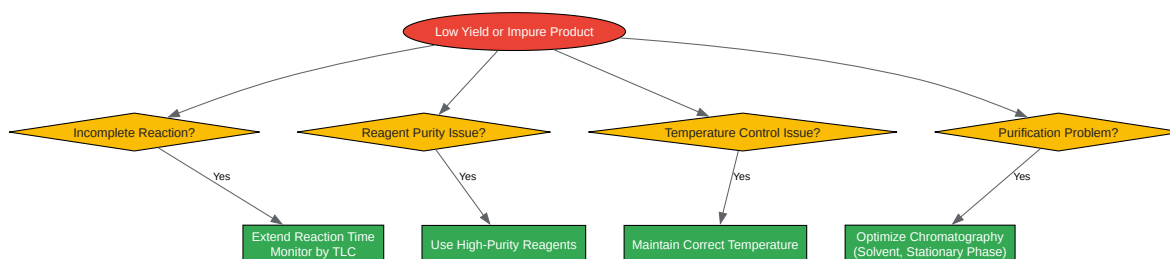 Low Yield or Impure Product
Incomplete Reaction?
Reagent Purity Issue?
Temperature Control Issue?
Purification Problem?
Yes
Yes
Yes
Yes
Extend Reaction Time
Monitor by TLC
Use High-Purity Reagents
Maintain Correct Temperature
Optimize Chromatography
(Solvent, Stationary Phase)